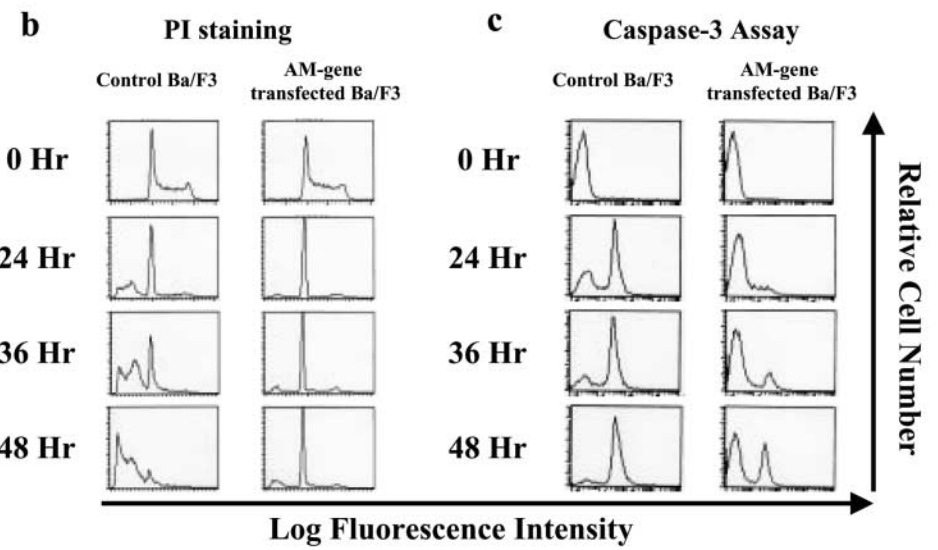 b
PI staining
c
Caspase-3 Assay
Control Ba/F3
AM-gene
transfected Ba/F3
Control Ba/F3
AM-gene
transfected Ba/F3
0 Hr
0 Hr
24 Hr
24 Hr
36 Hr
36 Hr
48 Hr
48 Hr
Relative Cell Number
Log Fluorescence Intensity